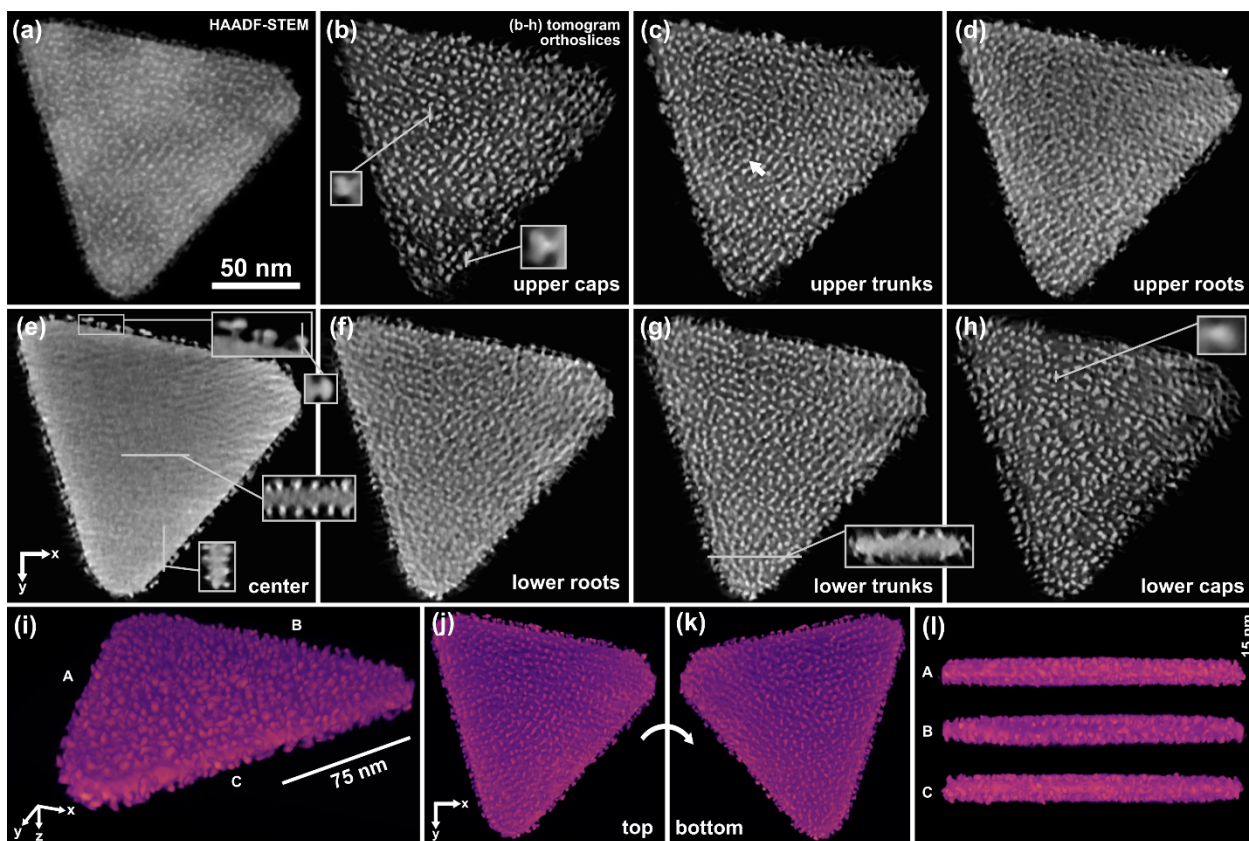 (a)
HAADF-STEM
50 nm
(b)
(b-h) tomogram
orthoslices
upper caps
(c)
upper trunks
(d)
upper roots
(e)
x
y
center
(f)
lower roots
(g)
lower trunks
(h)
lower caps
(i)
A
B
C
75 nm
x
y
z
(j)
x
y
top
(k)
bottom
(l)
15 nm
A
B
C